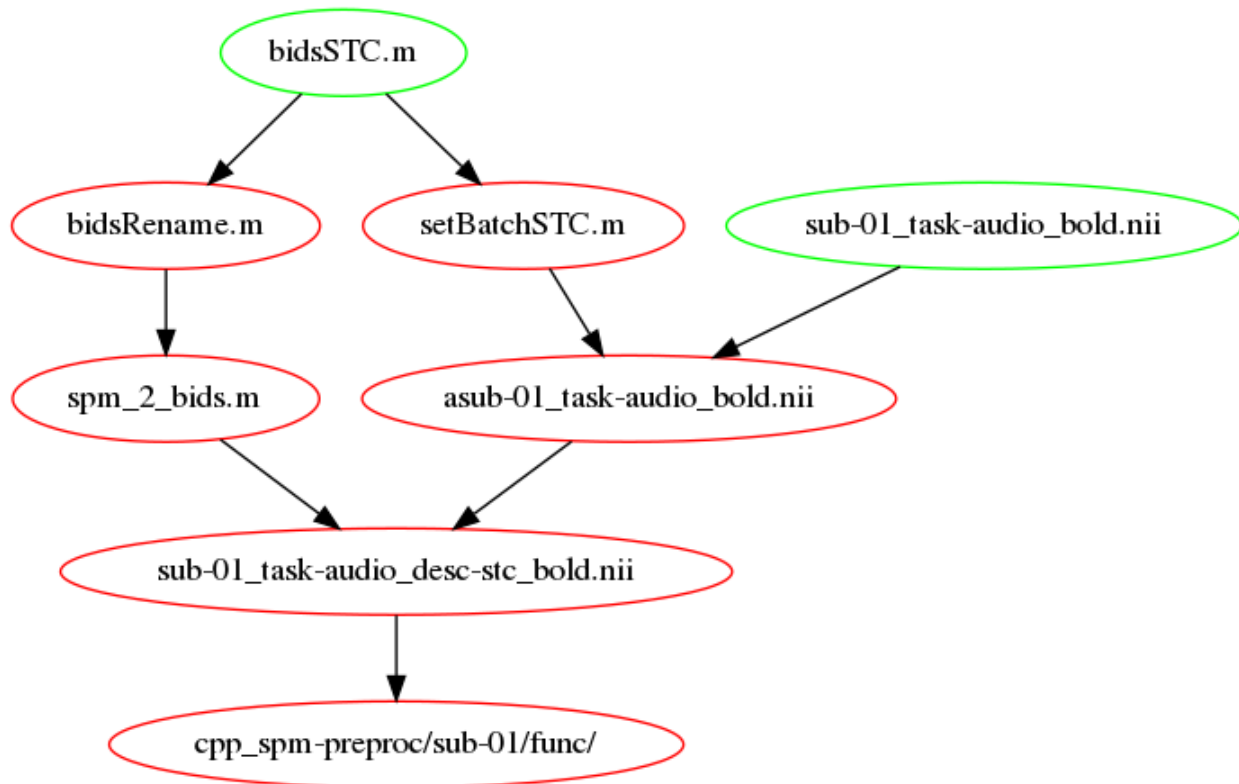 bidsSTC.m
bidsRename.m
setBatchSTC.m
sub-01_task-audio_bold.nii
spm_2_bids.m
asub-01_task-audio_bold.nii
sub-01_task-audio_desc-stc_bold.nii
cpp_spm-preproc/sub-01/func/